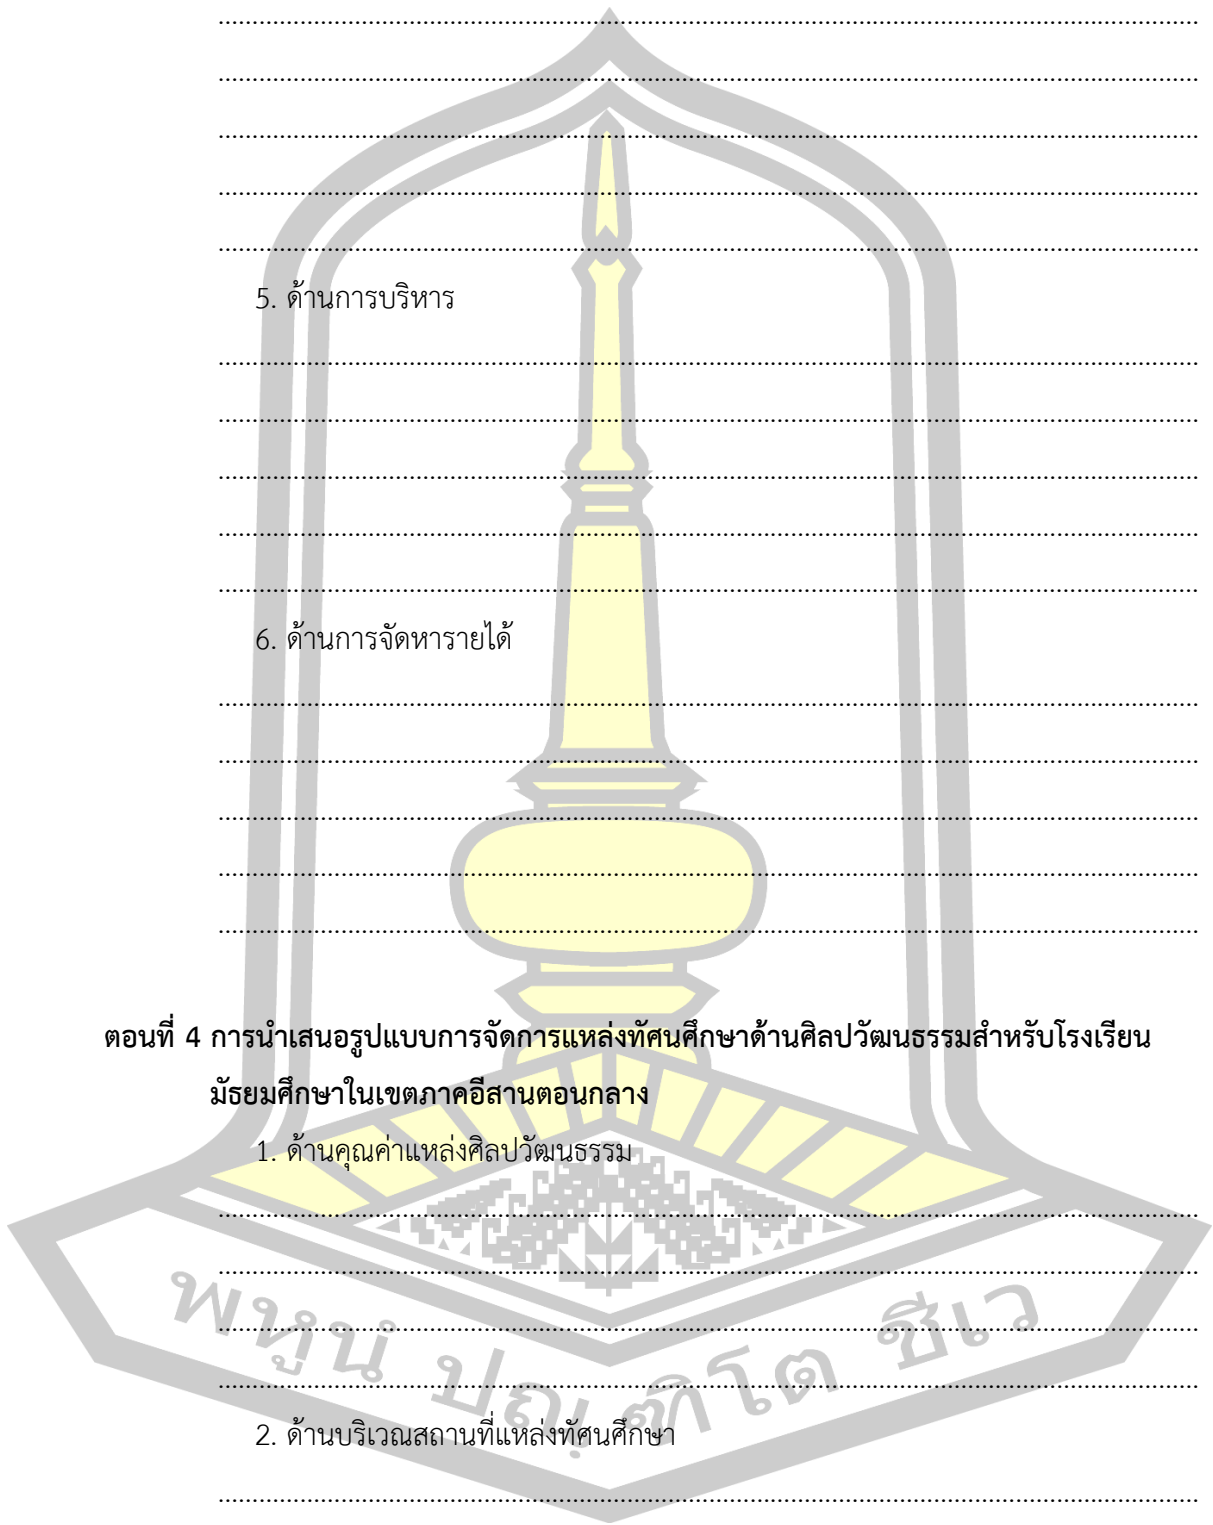 ................................................................................
................................................................................
................................................................................
................................................................................
................................................................................
5. ด้านการบริหาร
................................................................................
................................................................................
................................................................................
................................................................................
................................................................................
6. ด้านการจัดหารายได้
................................................................................
................................................................................
................................................................................
................................................................................
................................................................................
ตอนที่ 4 การนำเสนอรูปแบบการจัดการแหล่งทัศนศึกษาด้านศิลปวัฒนธรรมสำหรับโรงเรียน
มัธยมศึกษาในเขตภาคอีสานตอนกลาง
1. ด้านคุณค่าแหล่งศิลปวัฒนธรรม
................................................................................
................................................................................
................................................................................
................................................................................
พหูนํ ปณฺฑิโต ชีเว
2. ด้านบริเวณสถานที่แหล่งทัศนศึกษา
................................................................................